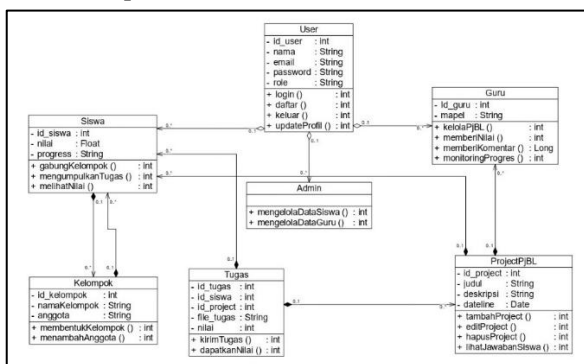 User
- id_user : int
- nama : String
- email : String
- password : String
- role : String
+ login () : int
+ daftar () : int
+ keluar () : int
+ updateProfil () : int
Siswa
- id_siswa : int
- nilai : Float
- progress : String
+ gabungKelompok () : int
+ mengumpulkanTugas () : int
+ melihatNilai () : int
Guru
- Id_guru : int
- mapel : String
+ kelolaPjBL () : int
+ memberiNilai () : int
+ memberiKomentar () : Long
+ monitoringProgres () : int
Admin
+ mengelolaDataSiswa () : int
+ mengelolaDataGuru () : int
Kelompok
- id_kelompok : int
- namaKelompok : String
- anggota : String
+ membentukKelompok () : int
+ menambahAnggota () : int
Tugas
- id_tugas : int
- id_siswa : int
- id_project : int
- file_tugas : String
- nilai : int
+ kirimTugas () : int
+ dapatkanNilai () : int
ProjectPjBL
- id_project : int
- judul : String
- deskripsi : String
- dateline : Date
+ tambahProject () : int
+ editProject () : int
+ hapusProject () : int
+ lihatJawabanSiswa () : int